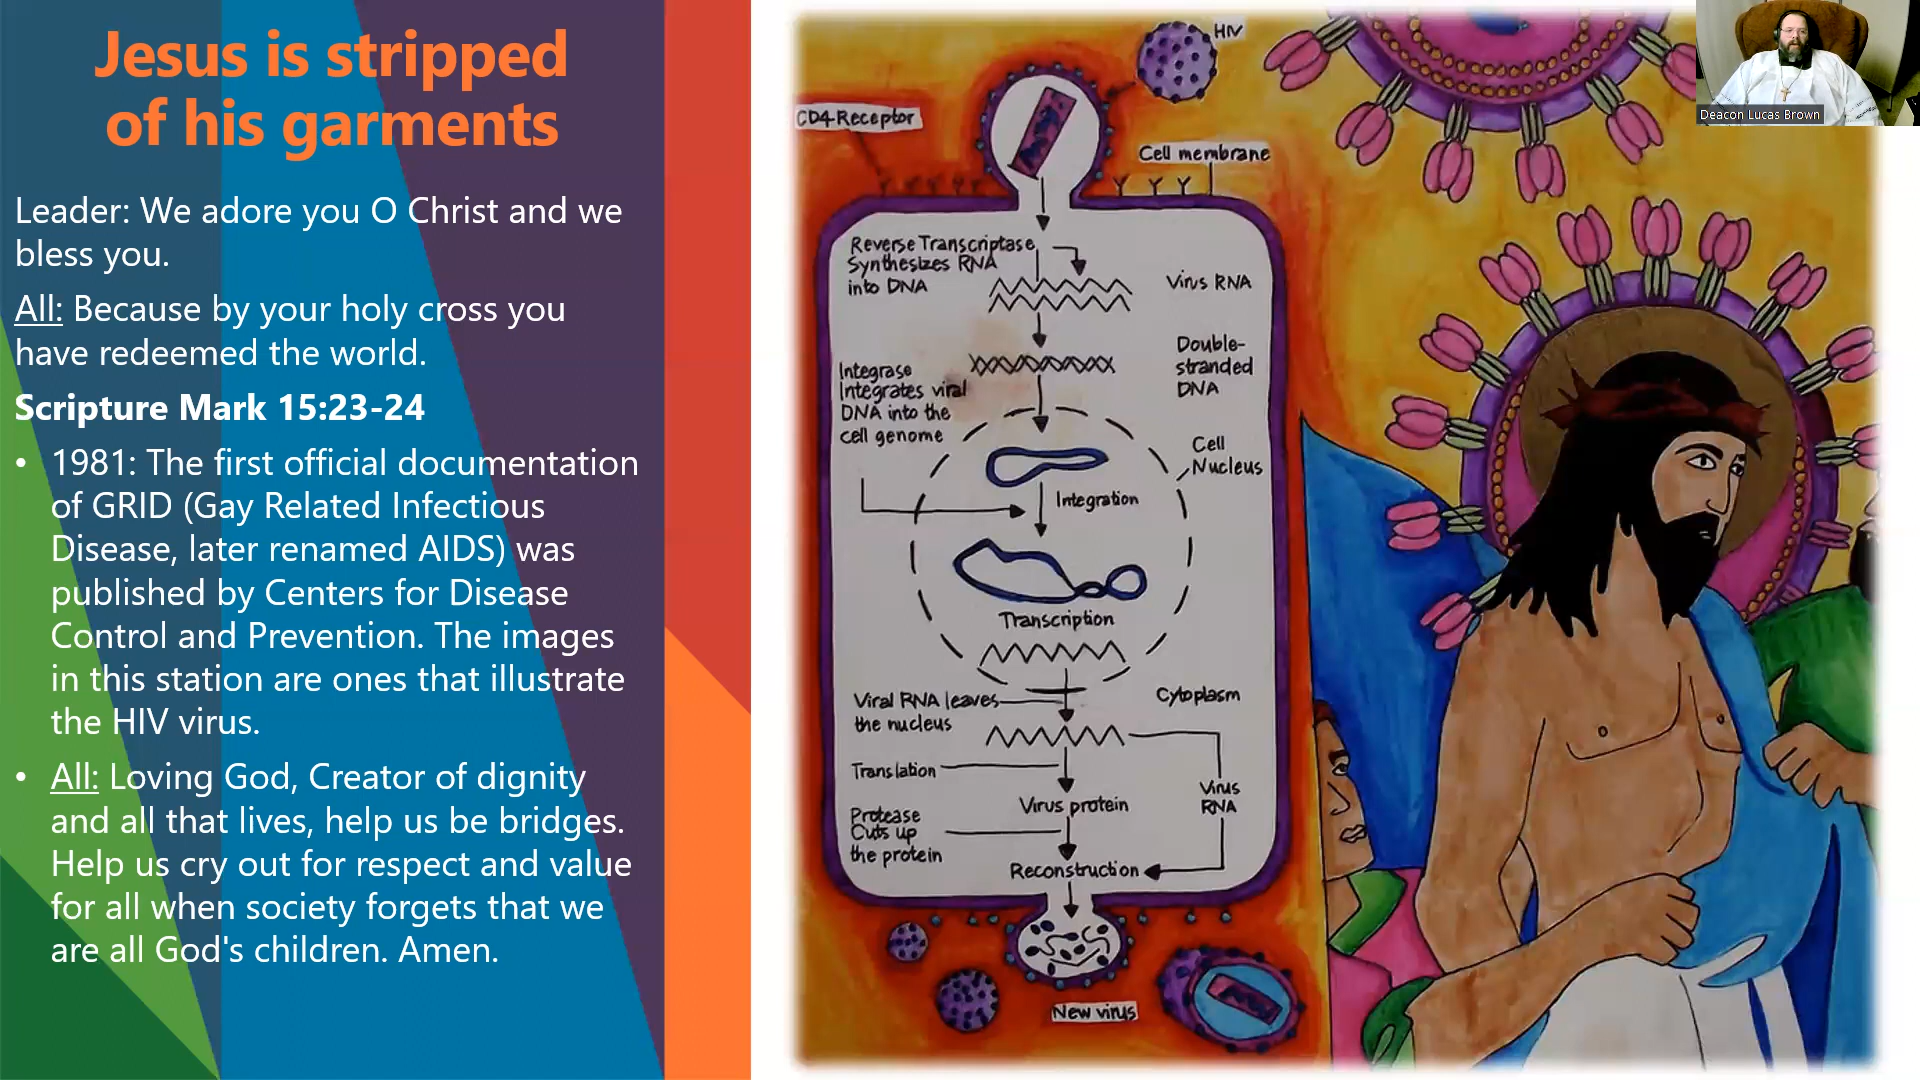 Jesus is stripped
of his garments
Leader: We adore you O Christ and we
bless you.
All: Because by your holy cross you
have redeemed the world.
Scripture Mark 15:23-24
• 1981: The first official documentation
of GRID (Gay Related Infectious
Disease, later renamed AIDS) was
published by Centers for Disease
Control and Prevention. The images
in this station are ones that illustrate
the HIV virus.
• All: Loving God, Creator of dignity
and all that lives, help us be bridges.
Help us cry out for respect and value
for all when society forgets that we
are all God's children. Amen.
HIV
CD4-Receptor
Cell membrane
Reverse Transcriptase
Synthesizes RNA
into DNA
Virus RNA
Double-
stranded
DNA
Integrase
Integrates viral
DNA into the
cell genome
Cell
Nucleus
Integration
Transcription
Viral RNA leaves
the nucleus
Cytoplasm
Translation
Virus protein
Virus
RNA
Protease
Cuts up
the protein
Reconstruction
New virus
Deacon Lucas Brown